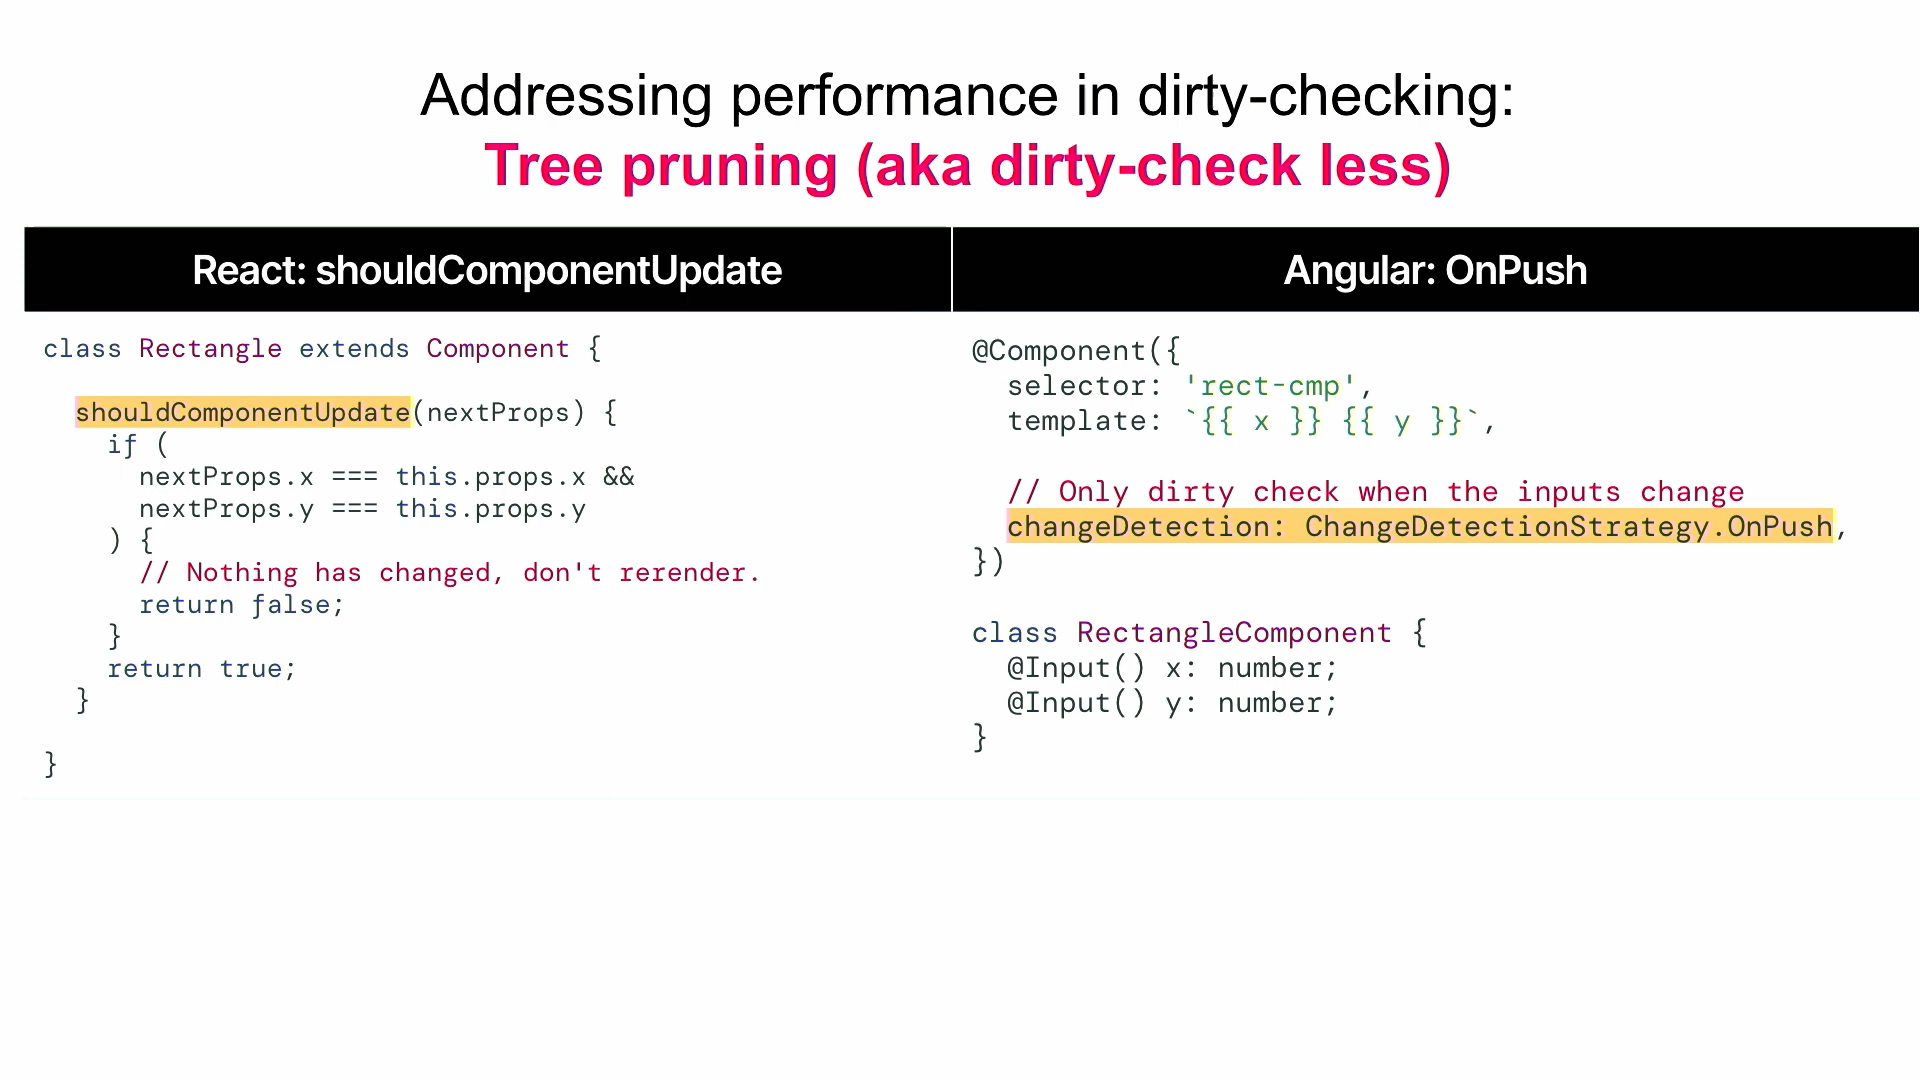 Addressing performance in dirty-checking:
Tree pruning (aka dirty-check less)
React: shouldComponentUpdate
class Rectangle extends Component {
shouldComponentUpdate(nextProps) {
if (
nextProps.x === this.props.x &&
nextProps.y === this.props.y
) {
// Nothing has changed, don't rerender.
return false;
}
return true;
}
}
Angular: OnPush
@Component({
selector: 'rect-cmp',
template: `{{ x }} {{ y }}`,
// Only dirty check when the inputs change
changeDetection: ChangeDetectionStrategy.OnPush,
})
class RectangleComponent {
@Input() x: number;
@Input() y: number;
}